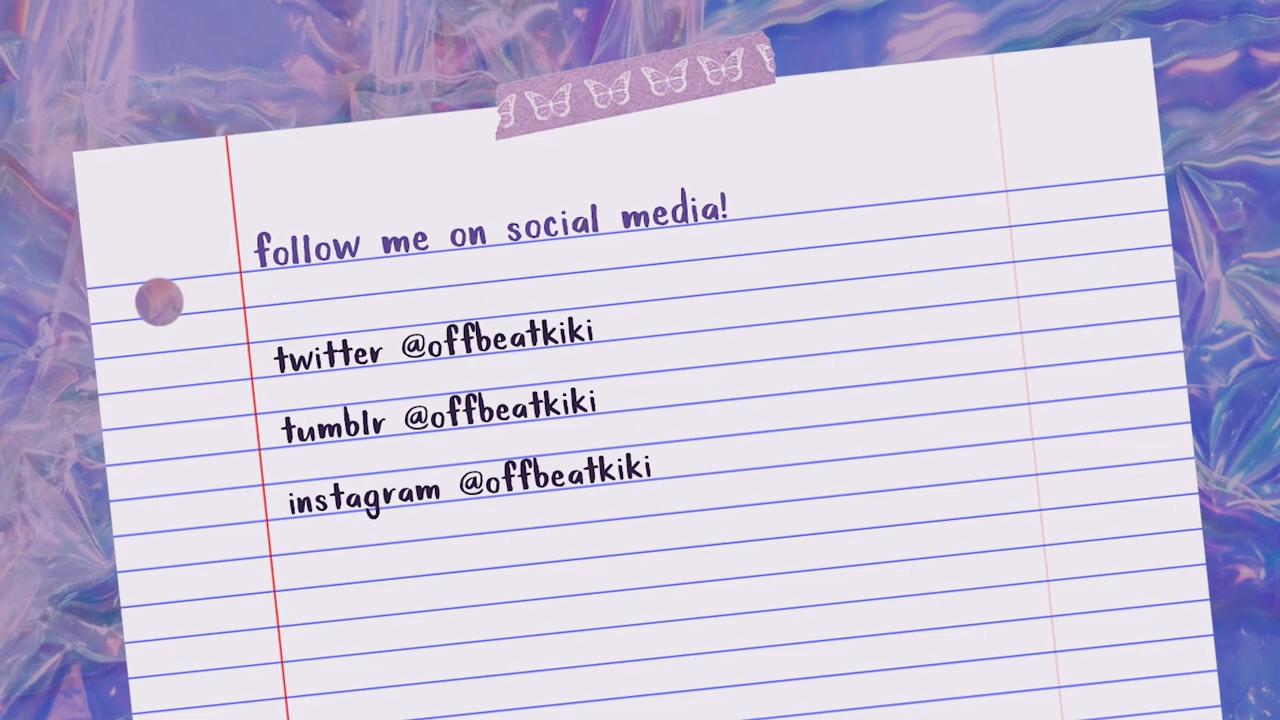 follow me on social media!
twitter @offbeatkiki
tumblr @offbeatkiki
instagram @offbeatkiki